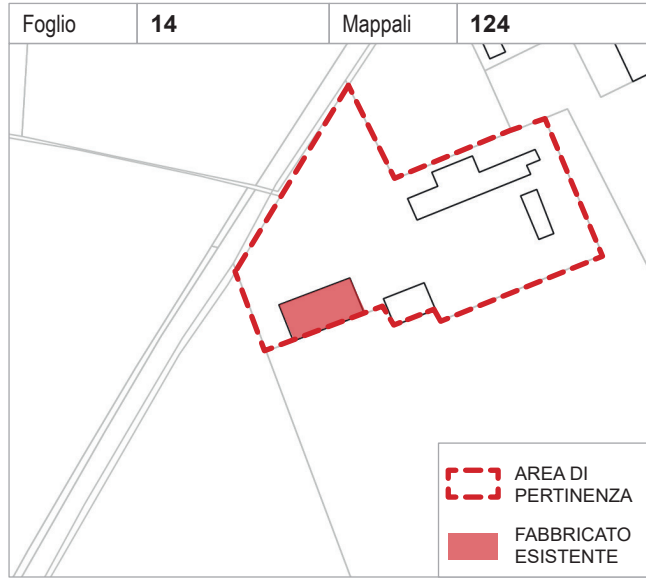 Foglio 14 Mappali 124
AREA DI
PERTINENZA
FABBRICATO
ESISTENTE